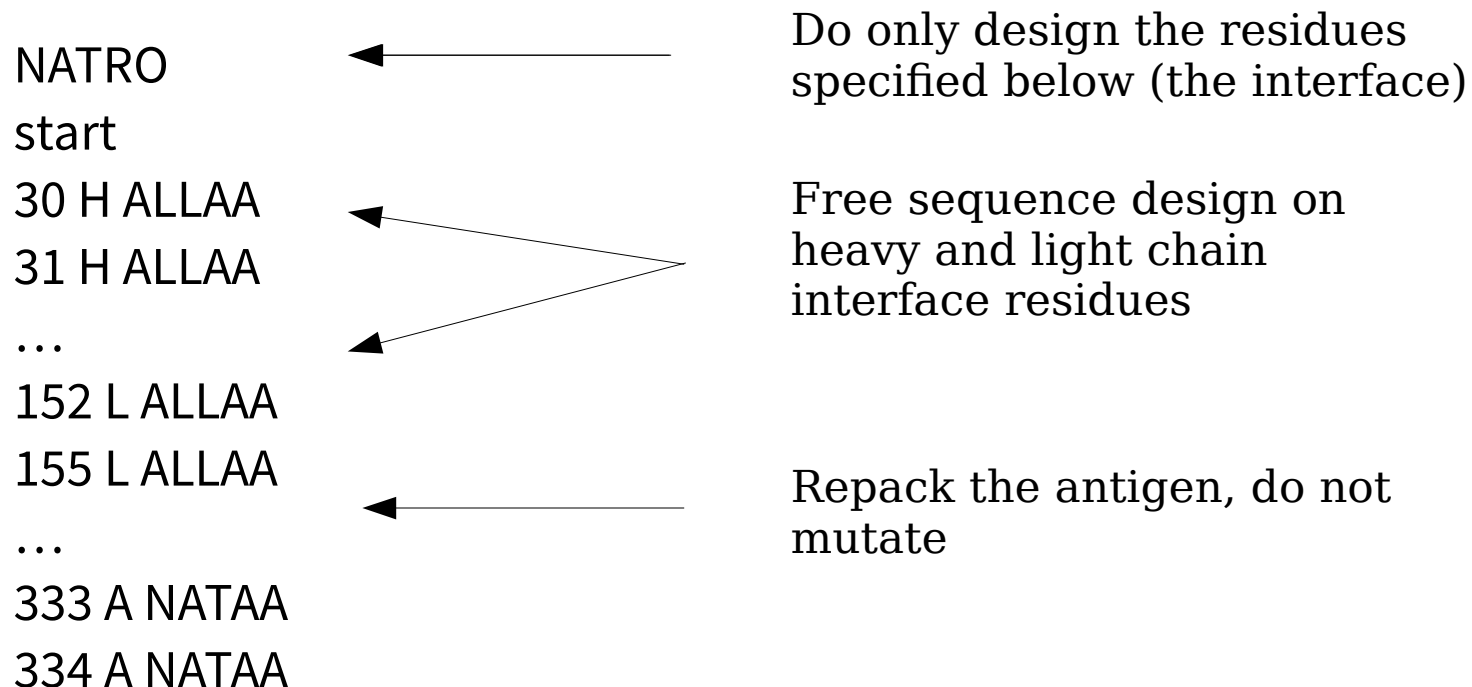 NATRO
start
30 H ALLAA
31 H ALLAA
…
152 L ALLAA
155 L ALLAA
…
333 A NATAA
334 A NATAA
Do only design the residues
specified below (the interface)
Free sequence design on
heavy and light chain
interface residues
Repack the antigen, do not
mutate